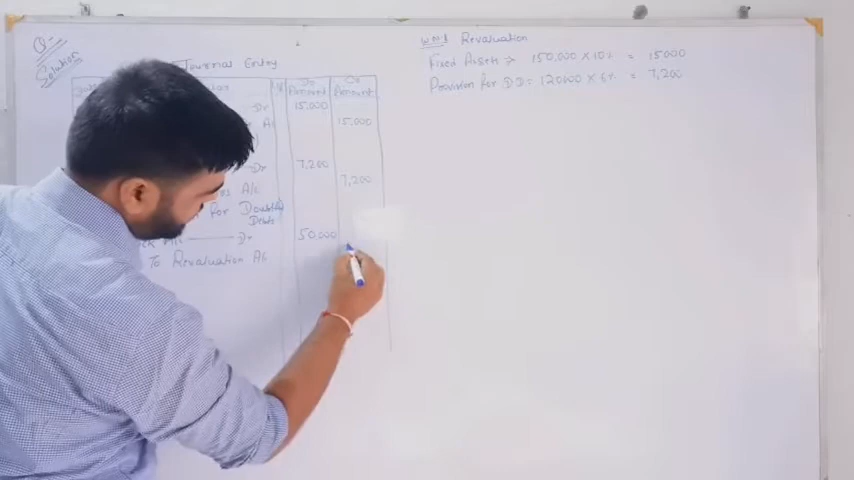 Q-
Solution
Journal Entry
Dr
Amount
Cr
Amount
Dr 15,000
15,000
Dr 7,200
7,200
A/c
for Doubtful
Debts
Dr 50,000
To Revaluation A/c
Revaluation
Fixed Assets → 150,000 × 10% = 15000
Provision for DD = 120000 × 6% = 7,200